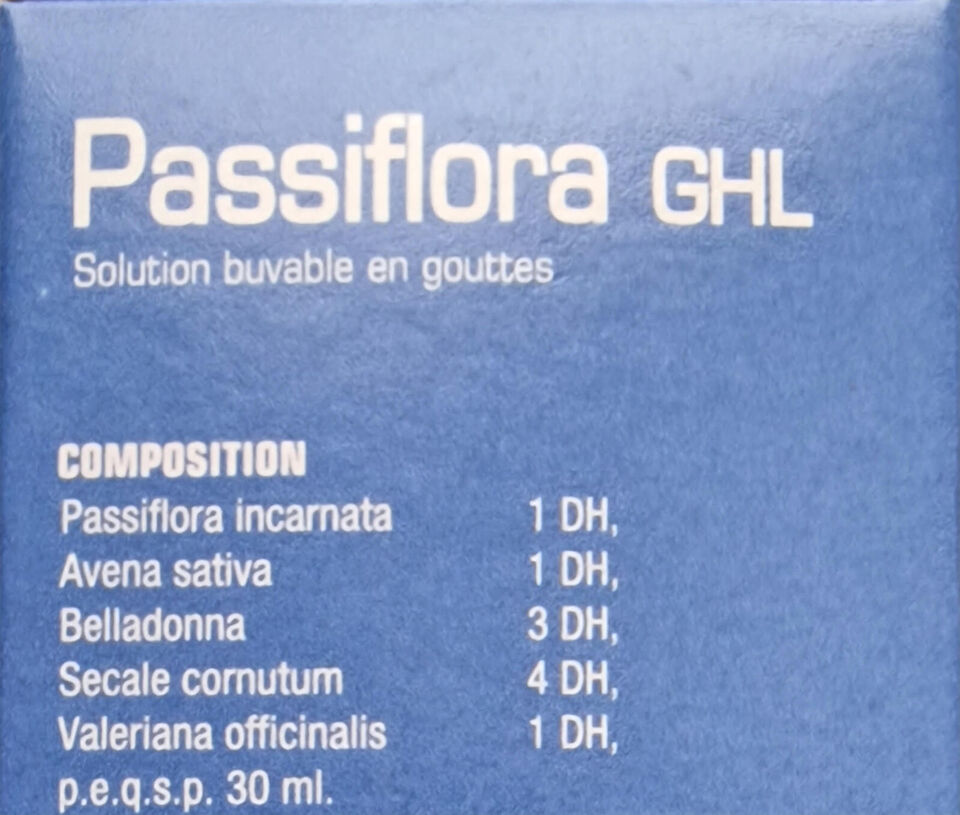 Passiflora GHL
Solution buvable en gouttes
COMPOSITION
Passiflora incarnata 1 DH,
Avena sativa 1 DH,
Belladonna 3 DH,
Secale cornutum 4 DH,
Valeriana officinalis 1 DH,
p.e.q.s.p. 30 ml.